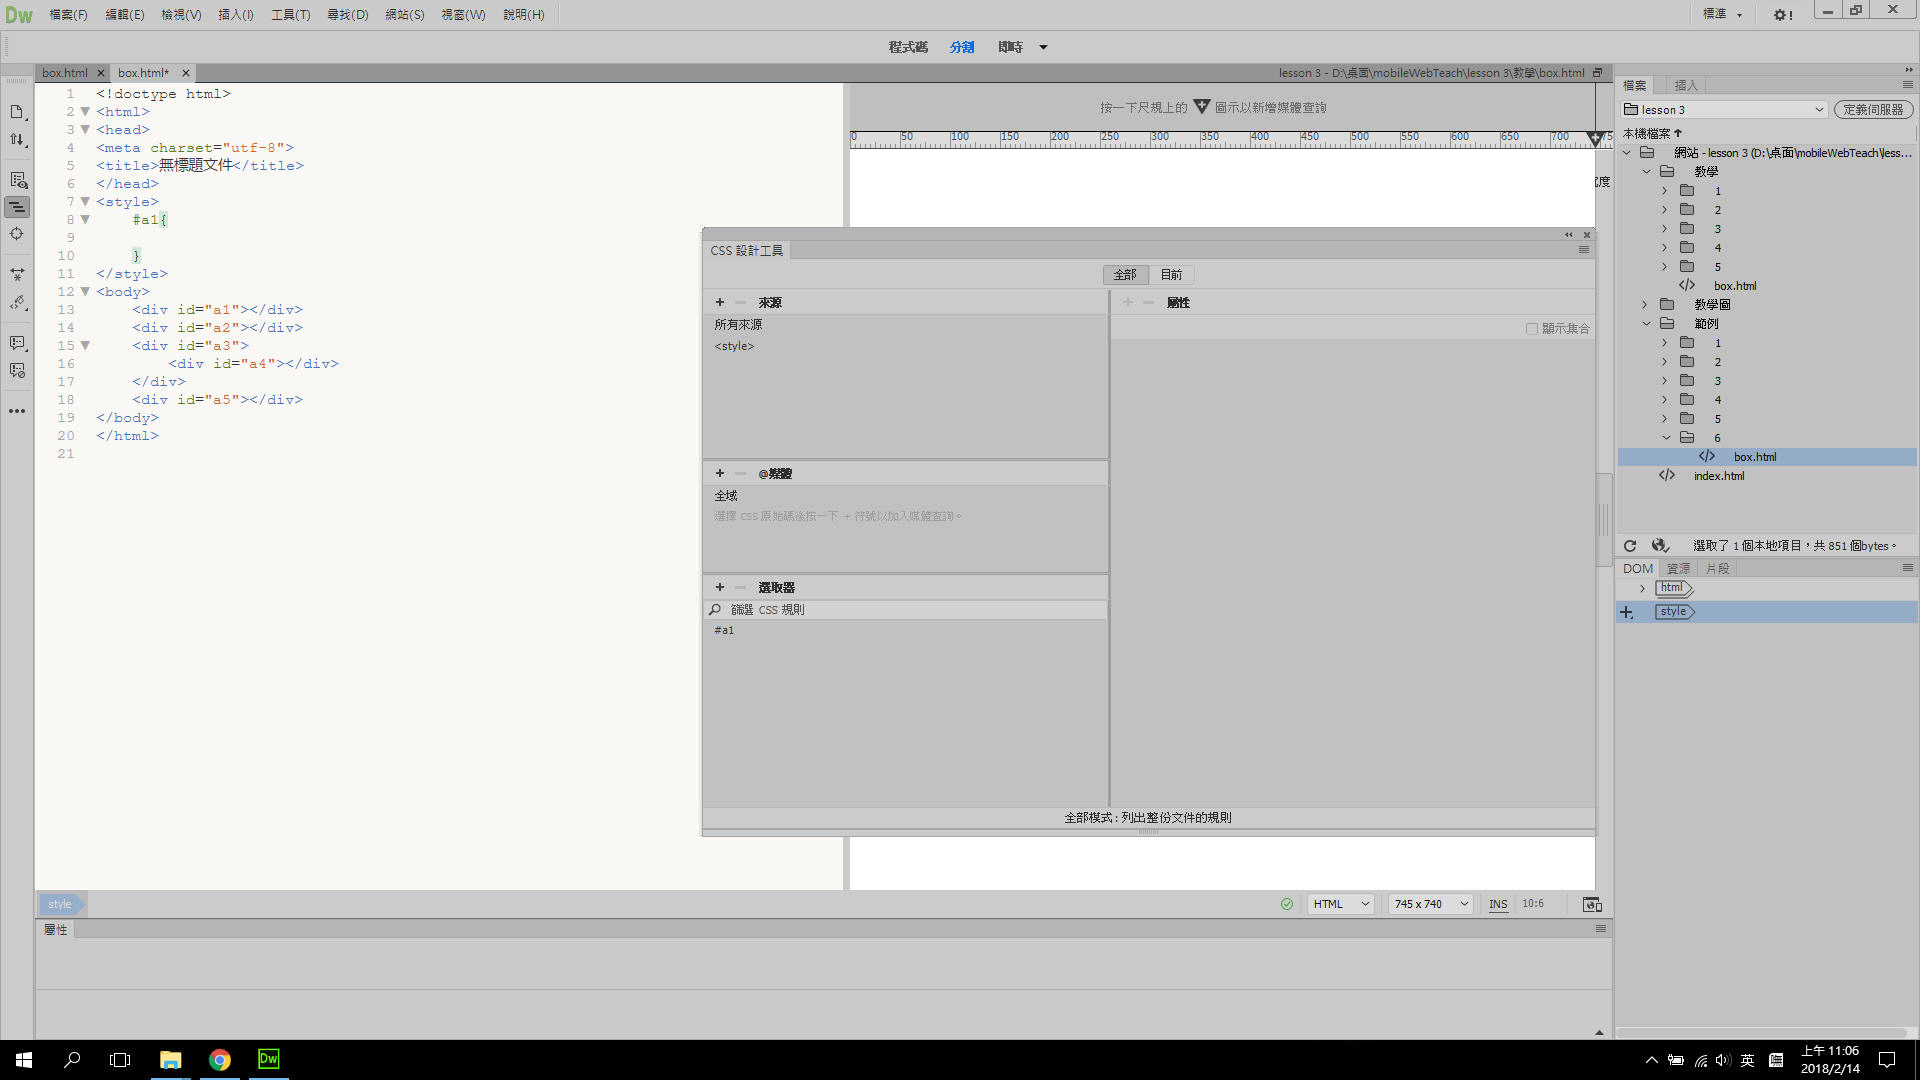 Dw 檔案(F) 編輯(E) 檢視(V) 插入(I) 工具(T) 尋找(D) 網站(S) 視窗(W) 說明(H) 標準
程式碼 分割 即時
box.html box.html* lesson 3 - D:\桌面\mobileWebTeach\lesson 3\教學\box.html
1 <!doctype html>
2 <html>
3 <head>
4 <meta charset="utf-8">
5 <title>無標題文件</title>
6 </head>
7 <style>
8 #a1{
9
10 }
11 </style>
12 <body>
13 <div id="a1"></div>
14 <div id="a2"></div>
15 <div id="a3">
16 <div id="a4"></div>
17 </div>
18 <div id="a5"></div>
19 </body>
20 </html>
21
按一下尺規上的 圖示以新增媒體查詢
0 50 100 150 200 250 300 350 400 450 500 550 600 650 700 75
度
CSS 設計工具
全部 目前
來源
所有來源
<style>
@媒體
全域
選擇 CSS 原始碼後按一下 + 符號以加入媒體查詢。
選取器
篩選 CSS 規則
#a1
屬性
顯示集合
全部模式 : 列出整份文件的規則
檔案 插入
lesson 3 定義伺服器
本機檔案
網站 - lesson 3 (D:\桌面\mobileWebTeach\less...
教學
1
2
3
4
5
box.html
教學圖
範例
1
2
3
4
5
6
box.html
index.html
選取了 1 個本地項目，共 851 個bytes。
DOM 資源 片段
html
style
style HTML 745 x 740 INS 10:6
屬性
Dw 英 上午 11:06
2018/2/14